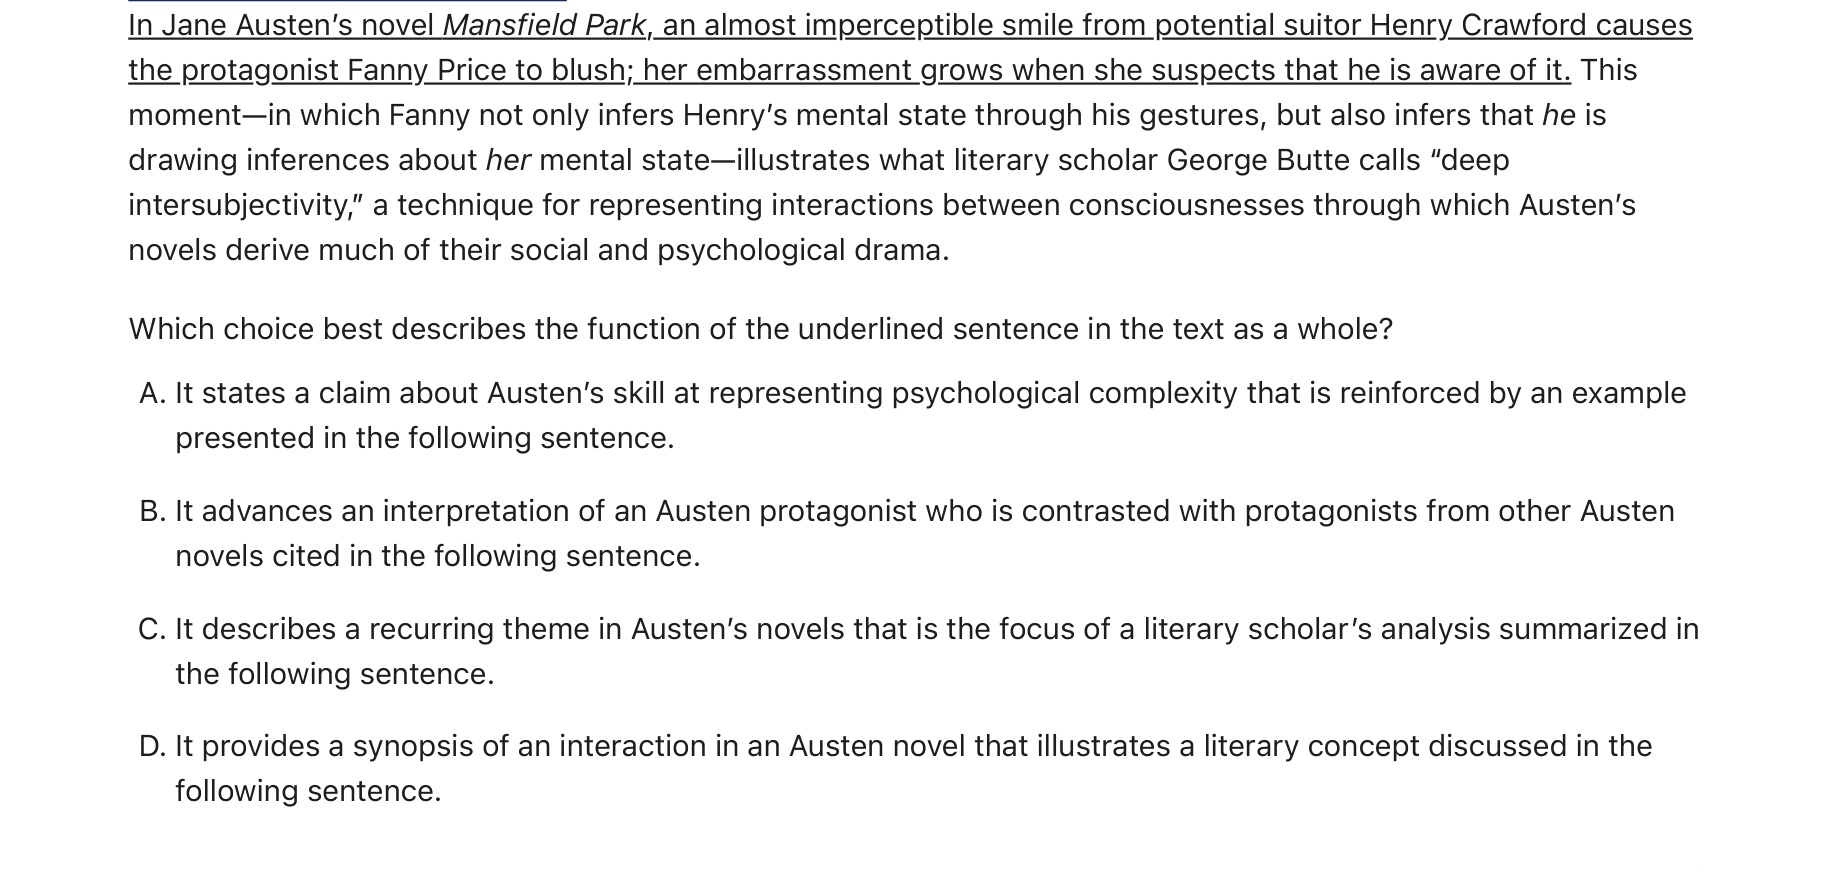 In Jane Austen’s novel Mansfield Park, an almost imperceptible smile from potential suitor Henry Crawford causes
the protagonist Fanny Price to blush; her embarrassment grows when she suspects that he is aware of it. This
moment—in which Fanny not only infers Henry’s mental state through his gestures, but also infers that he is
drawing inferences about her mental state—illustrates what literary scholar George Butte calls “deep
intersubjectivity,” a technique for representing interactions between consciousnesses through which Austen’s
novels derive much of their social and psychological drama.
Which choice best describes the function of the underlined sentence in the text as a whole?
A. It states a claim about Austen’s skill at representing psychological complexity that is reinforced by an example
presented in the following sentence.
B. It advances an interpretation of an Austen protagonist who is contrasted with protagonists from other Austen
novels cited in the following sentence.
C. It describes a recurring theme in Austen’s novels that is the focus of a literary scholar’s analysis summarized in
the following sentence.
D. It provides a synopsis of an interaction in an Austen novel that illustrates a literary concept discussed in the
following sentence.